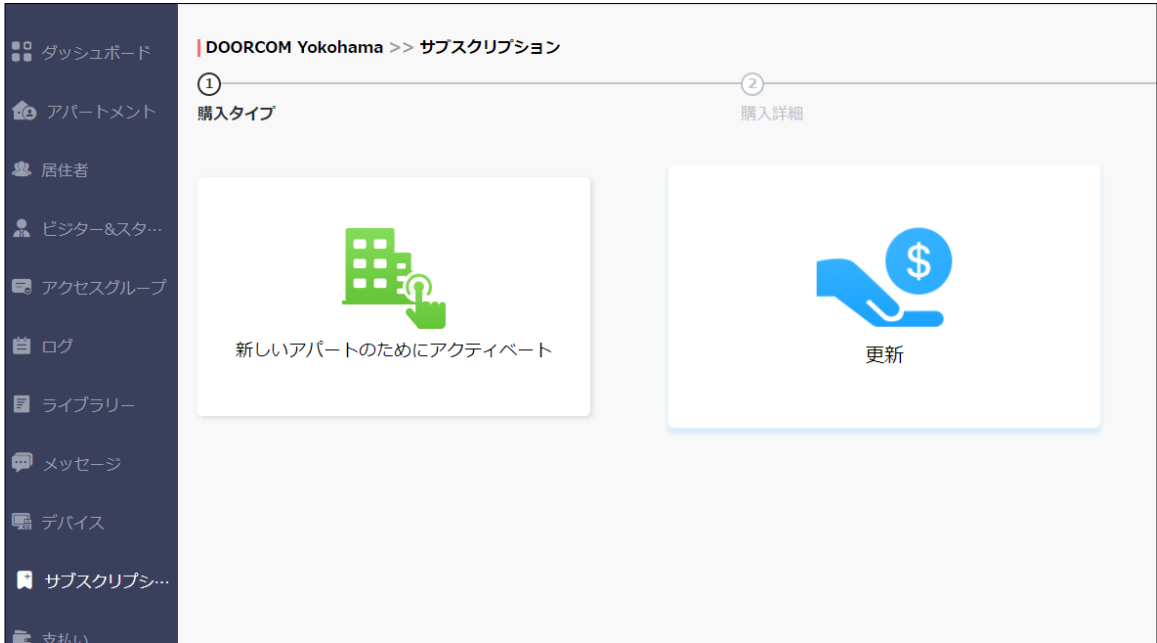 ダッシュボード
アパートメント
居住者
ビジター&スタ…
アクセスグループ
ログ
ライブラリー
メッセージ
デバイス
サブスクリプシ…
支払い
DOORCOM Yokohama >> サブスクリプション
1
2
購入タイプ
購入詳細
新しいアパートのためにアクティベート
$
更新